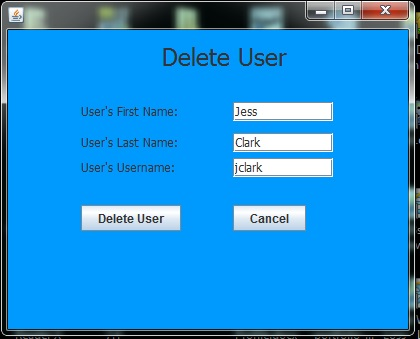 Delete User
User's First Name: Jess
User's Last Name: Clark
User's Username: jclark
Delete User Cancel